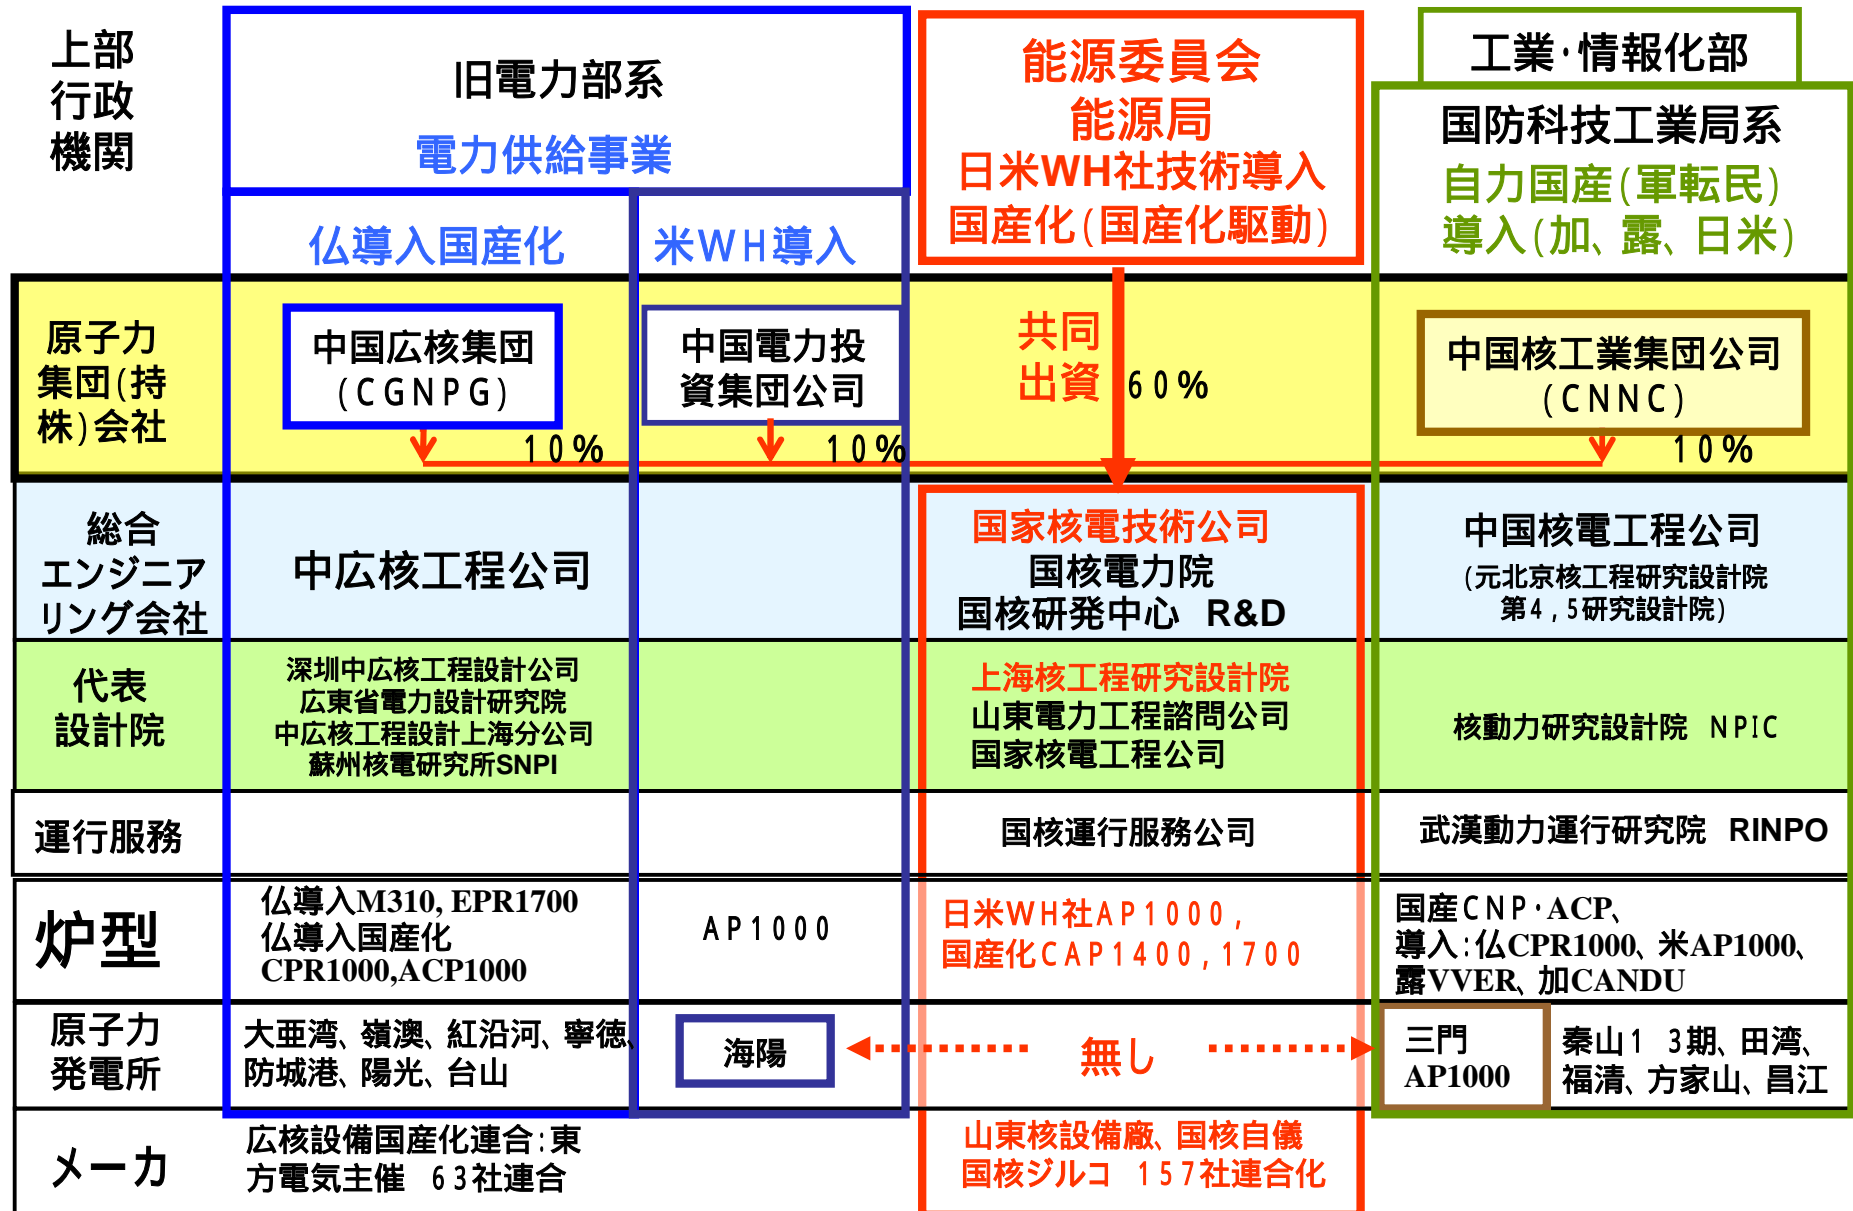 上部
行政
機関
旧電力部系
電力供給事業
仏導入国産化
米WH導入
能源委員会
能源局
日米WH社技術導入
国産化(国産化駆動)
工業·情報化部
国防科技工業局系
自力国産(軍転民)
導入(加、露、日米)
原子力
集団(持
株)会社
中国広核集団
(CGNPG)
10%
中国電力投
資集団公司
10%
共同
出資
60%
中国核工業集団公司
(CNNC)
10%
総合
エンジニア
リング会社
中広核工程公司
国家核電技術公司
国核電力院
国核研発中心 R&D
中国核電工程公司
(元北京核工程研究設計院
第4,5研究設計院)
代表
設計院
深圳中広核工程設計公司
広東省電力設計研究院
中広核工程設計上海分公司
蘇州核電研究所SNPI
上海核工程研究設計院
山東電力工程諮問公司
国家核電工程公司
核動力研究設計院 NPIC
運行服務
国核運行服務公司
武漢動力運行研究院 RINPO
炉型
仏導入M310, EPR1700
仏導入国産化
CPR1000,ACP1000
AP1000
日米WH社AP1000,
国産化CAP1400,1700
国産CNP·ACP、
導入:仏CPR1000、米AP1000、
露VVER、加CANDU
原子力
発電所
大亜湾、嶺澳、紅沿河、寧徳、
防城港、陽光、台山
海陽
無し
三門
AP1000
秦山1 3期、田湾、
福清、方家山、昌江
メーカ
広核設備国産化連合:東
方電気主催 63社連合
山東核設備廠、国核自儀
国核ジルコ 157社連合化